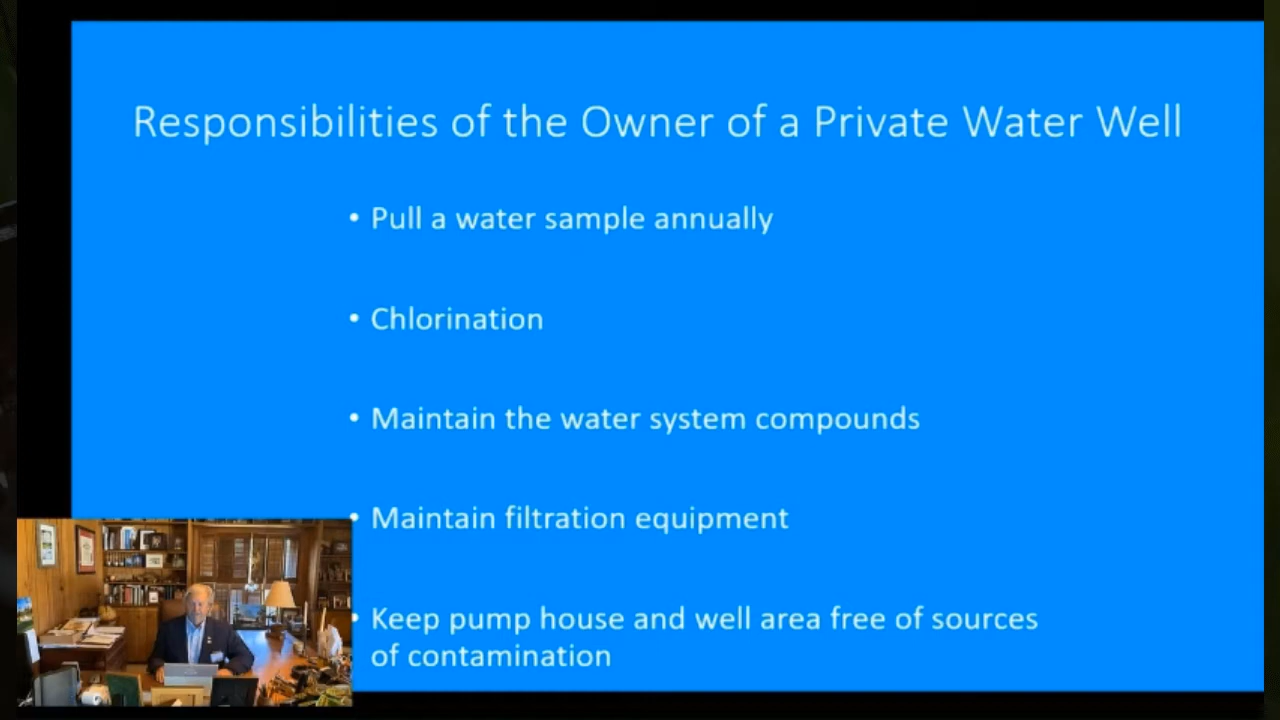 Responsibilities of the Owner of a Private Water Well
• Pull a water sample annually
• Chlorination
• Maintain the water system compounds
• Maintain filtration equipment
• Keep pump house and well area free of sources
of contamination